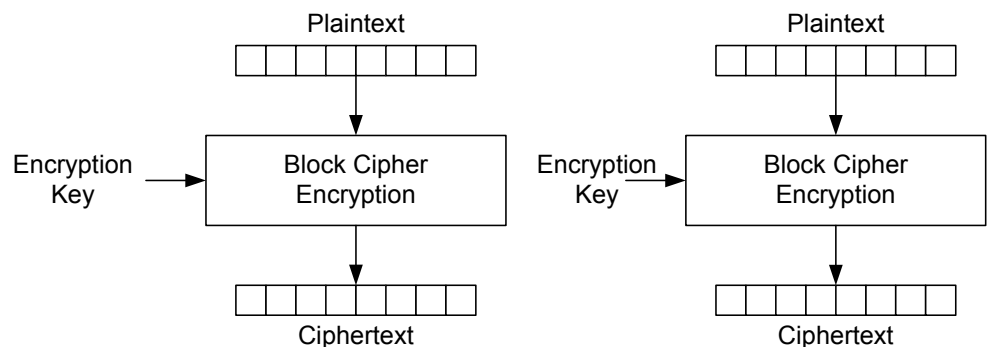 Plaintext
Plaintext
Encryption
Key
Block Cipher
Encryption
Encryption
Key
Block Cipher
Encryption
Ciphertext
Ciphertext